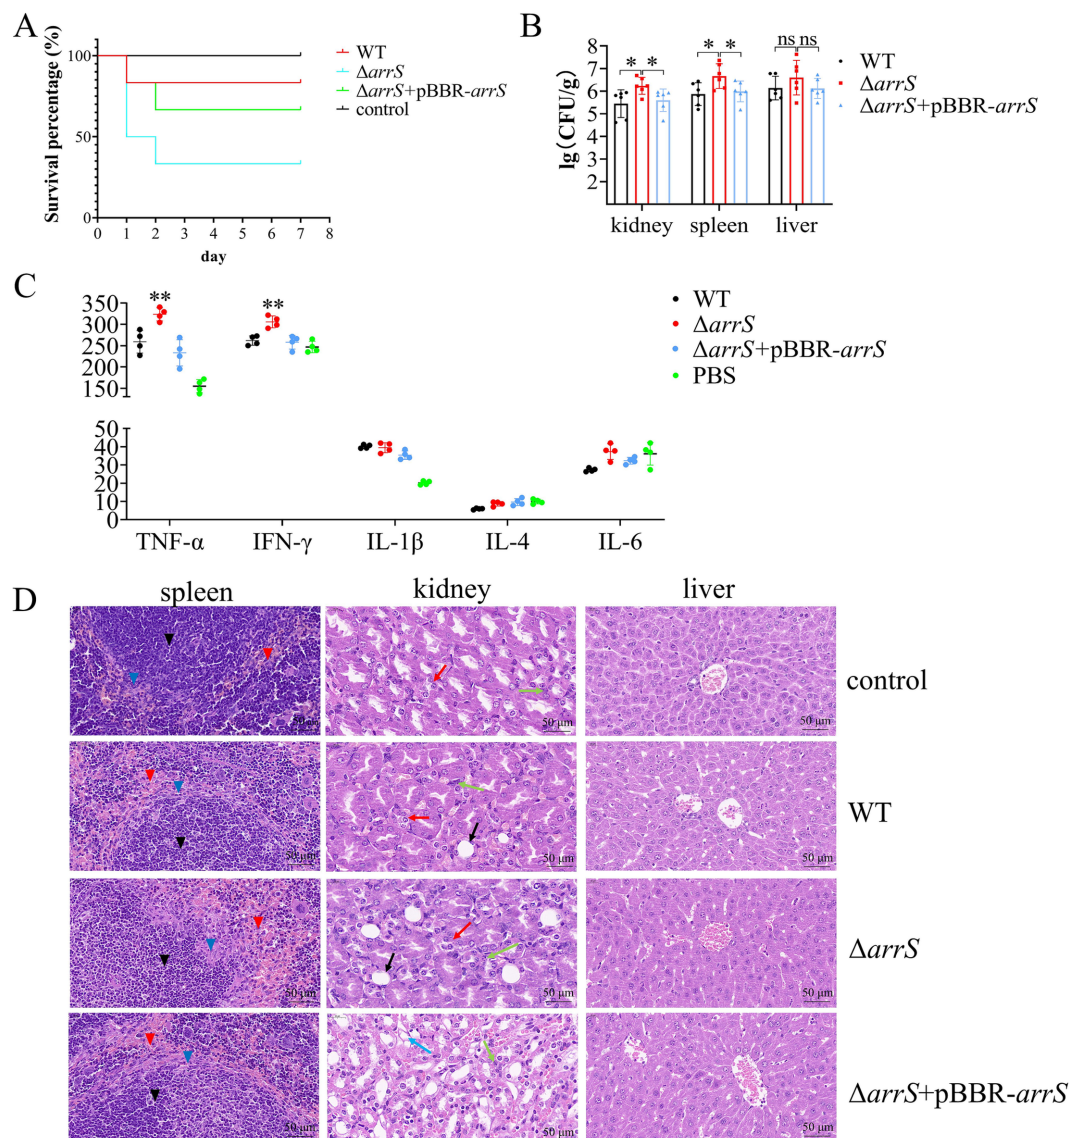 A
Survival percentage (%)
100
50
0
0 1 2 3 4 5 6 7 8
day
WT
ΔarrS
ΔarrS+pBBR-arrS
control
B
lg(CFU/g)
8
7
6
5
4
3
2
* * * * ns ns
kidney spleen liver
WT
ΔarrS
ΔarrS+pBBR-arrS
C
350
300
250
200
150
50
40
30
20
10
0
** **
TNF-α IFN-γ IL-1β IL-4 IL-6
WT
ΔarrS
ΔarrS+pBBR-arrS
PBS
D
spleen kidney liver
50 μm 50 μm 50 μm
control
50 μm 50 μm 50 μm
WT
50 μm 50 μm 50 μm
ΔarrS
50 μm 50 μm 50 μm
ΔarrS+pBBR-arrS